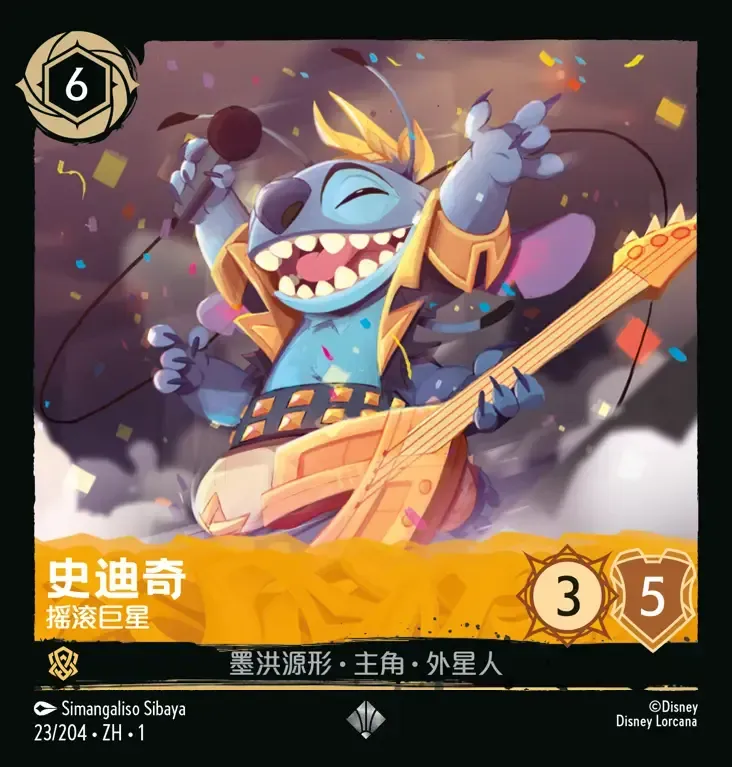 6
史迪奇
摇滚巨星
3
5
墨洪源形 • 主角 • 外星人
Simangaliso Sibaya
23/204 • ZH • 1
©Disney
Disney Lorcana